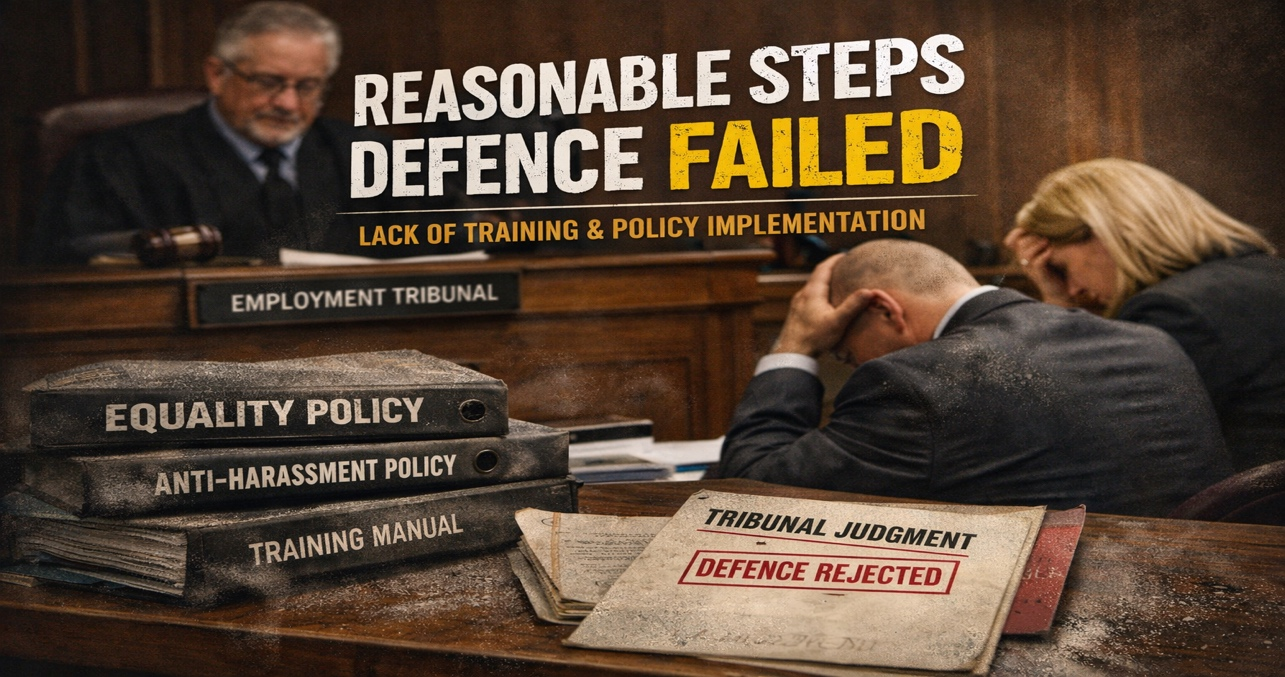 REASONABLE STEPS
DEFENCE FAILED
LACK OF TRAINING & POLICY IMPLEMENTATION
EMPLOYMENT TRIBUNAL
EQUALITY POLICY
ANTI-HARASSMENT POLICY
TRAINING MANUAL
TRIBUNAL JUDGMENT
DEFENCE REJECTED